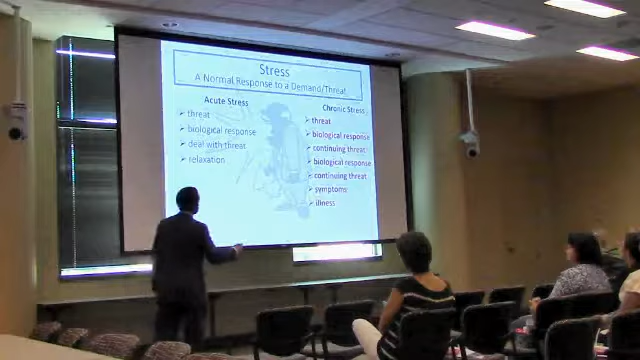 Stress
A Normal Response to a Demand/Threat
Acute Stress
➢ threat
➢ biological response
➢ deal with threat
➢ relaxation
Chronic Stress
➢ threat
➢ biological response
➢ continuing threat
➢ biological response
➢ continuing threat
➢ symptoms
➢ illness